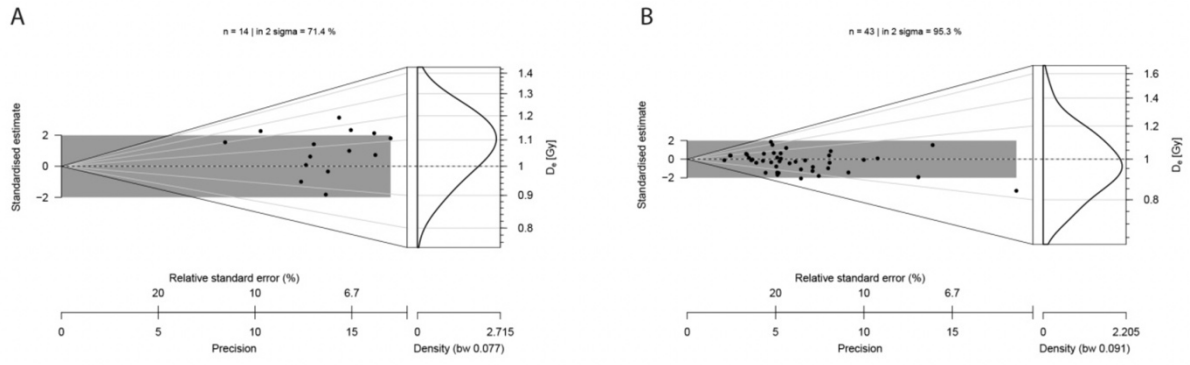 A
n = 14 | in 2 sigma = 71.4 %
Standardised estimate
2
0
−2
1.4
1.3
1.2
1.1
1
0.9
0.8
De [Gy]
Relative standard error (%)
20 10 6.7
0 5 10 15 0 2.715
Precision Density (bw 0.077)
B
n = 43 | in 2 sigma = 95.3 %
Standardised estimate
2
0
−2
1.6
1.4
1.2
1
0.8
De [Gy]
Relative standard error (%)
20 10 6.7
0 5 10 15 0 2.205
Precision Density (bw 0.091)